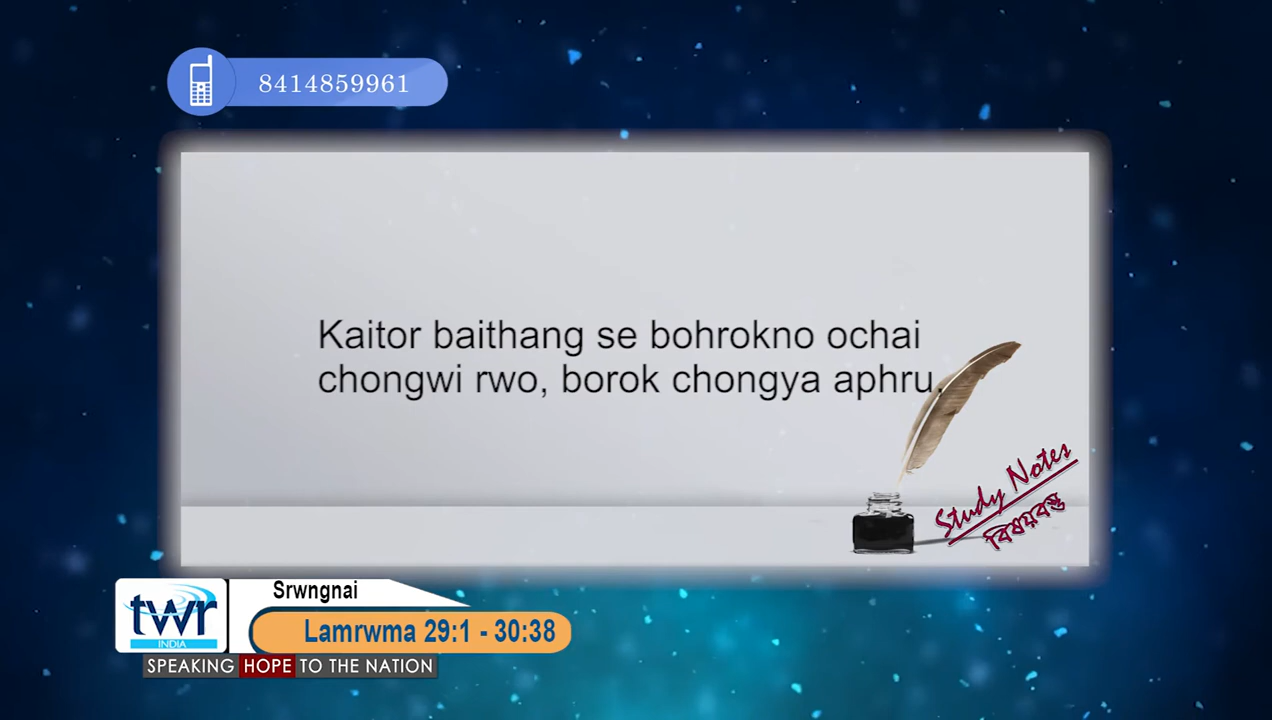 8414859961
Kaitor baithang se bohrokno ochai
chongwi rwo, borok chongya aphru.
Study Notes
বিষয়বস্তু
twr
INDIA
Srwngnai
Lamrwma 29:1 - 30:38
SPEAKING HOPE TO THE NATION